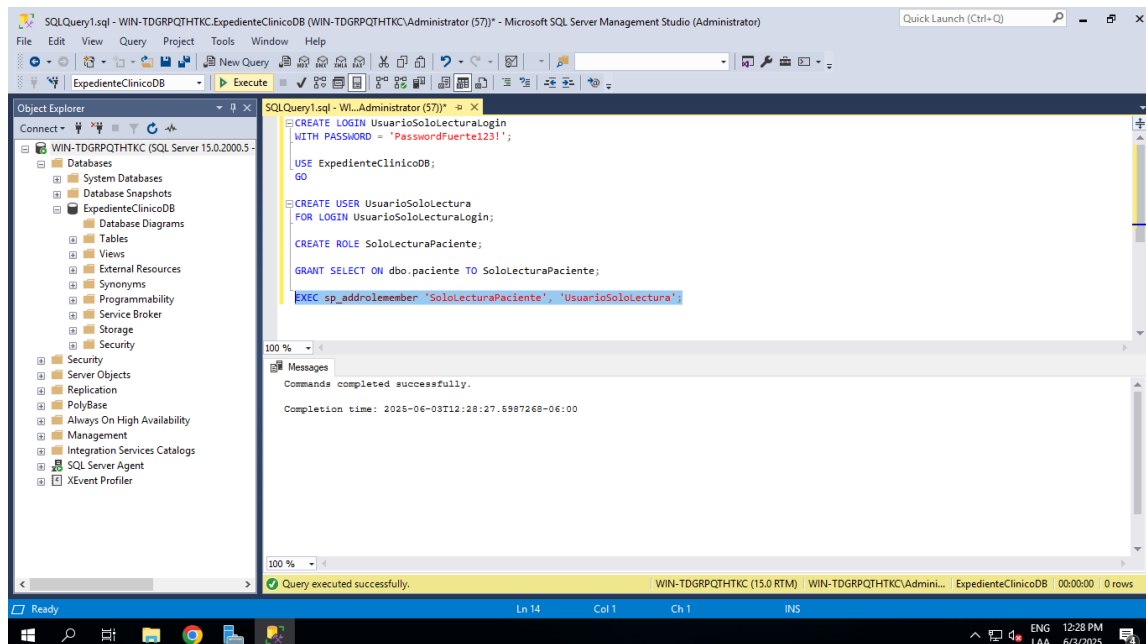 SQLQuery1.sql - WIN-TDGRPQTHTKC.ExpedienteClinicoDB (WIN-TDGRPQTHTKC\Administrator (57))* - Microsoft SQL Server Management Studio (Administrator)
Quick Launch (Ctrl+Q)
File Edit View Query Project Tools Window Help
New Query
ExpedienteClinicoDB
Execute
Object Explorer
Connect
WIN-TDGRPQTHTKC (SQL Server 15.0.2000.5 -
Databases
System Databases
Database Snapshots
ExpedienteClinicoDB
Database Diagrams
Tables
Views
External Resources
Synonyms
Programmability
Service Broker
Storage
Security
Security
Server Objects
Replication
PolyBase
Always On High Availability
Management
Integration Services Catalogs
SQL Server Agent
XEvent Profiler
SQLQuery1.sql - WI...Administrator (57))*
CREATE LOGIN UsuarioSoloLecturaLogin
WITH PASSWORD = 'PasswordFuerte123!';
USE ExpedienteClinicoDB;
GO
CREATE USER UsuarioSoloLectura
FOR LOGIN UsuarioSoloLecturaLogin;
CREATE ROLE SoloLecturaPaciente;
GRANT SELECT ON dbo.paciente TO SoloLecturaPaciente;
EXEC sp_addrolemember 'SoloLecturaPaciente', 'UsuarioSoloLectura';
100 %
Messages
Commands completed successfully.
Completion time: 2025-06-03T12:28:27.5987268-06:00
100 %
Query executed successfully.
WIN-TDGRPQTHTKC (15.0 RTM) WIN-TDGRPQTHTKC\Admini... ExpedienteClinicoDB 00:00:00 0 rows
Ready
Ln 14 Col 1 Ch 1 INS
ENG 12:28 PM
LAA 6/3/2025